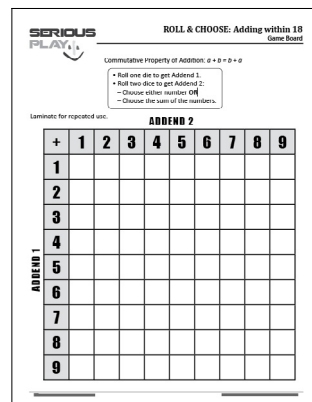 SERIOUS
PLAY
ROLL & CHOOSE: Adding within 18
Game Board
Commutative Property of Addition: a + b = b + a
• Roll one die to get Addend 1.
• Roll two dice to get Addend 2:
– Choose either number OR
– Choose the sum of the numbers.
Laminate for repeated use.
ADDEND 2
+ 1 2 3 4 5 6 7 8 9
1
2
3
4
ADDEND 1
5
6
7
8
9